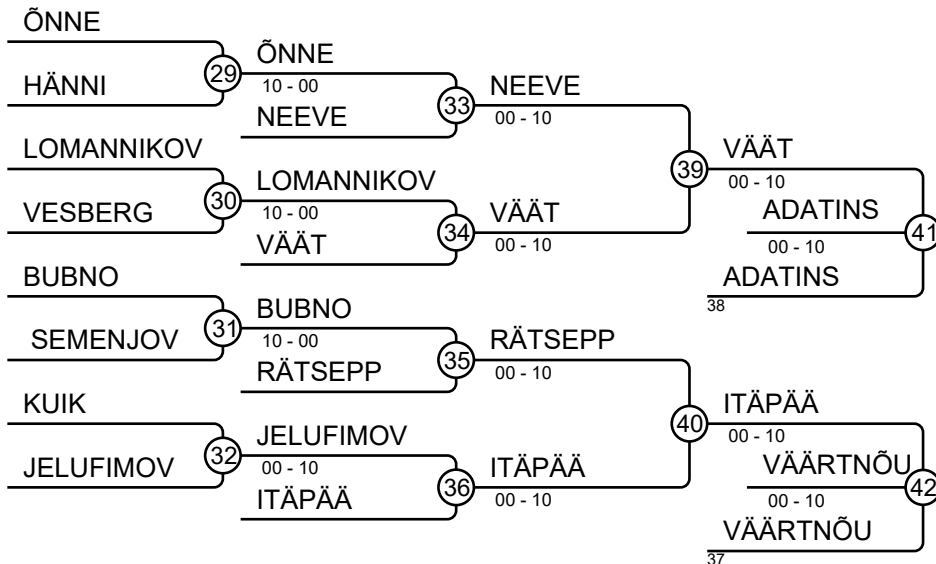 ÕNNE
HÄNNI
LOMANNIKOV
VESBERG
BUBNO
SEMENJOV
KUIK
JELUFIMOV
29
30
31
32
ÕNNE
10 - 00
NEEVE
LOMANNIKOV
10 - 00
VÄÄT
BUBNO
10 - 00
RÄTSEPP
JELUFIMOV
00 - 10
ITÄPÄÄ
33
34
35
36
NEEVE
00 - 10
VÄÄT
00 - 10
RÄTSEPP
00 - 10
ITÄPÄÄ
00 - 10
39
40
VÄÄT
00 - 10
ADATINS
00 - 10
ADATINS
38
41
ITÄPÄÄ
00 - 10
VÄÄRTNÕU
00 - 10
VÄÄRTNÕU
37
42